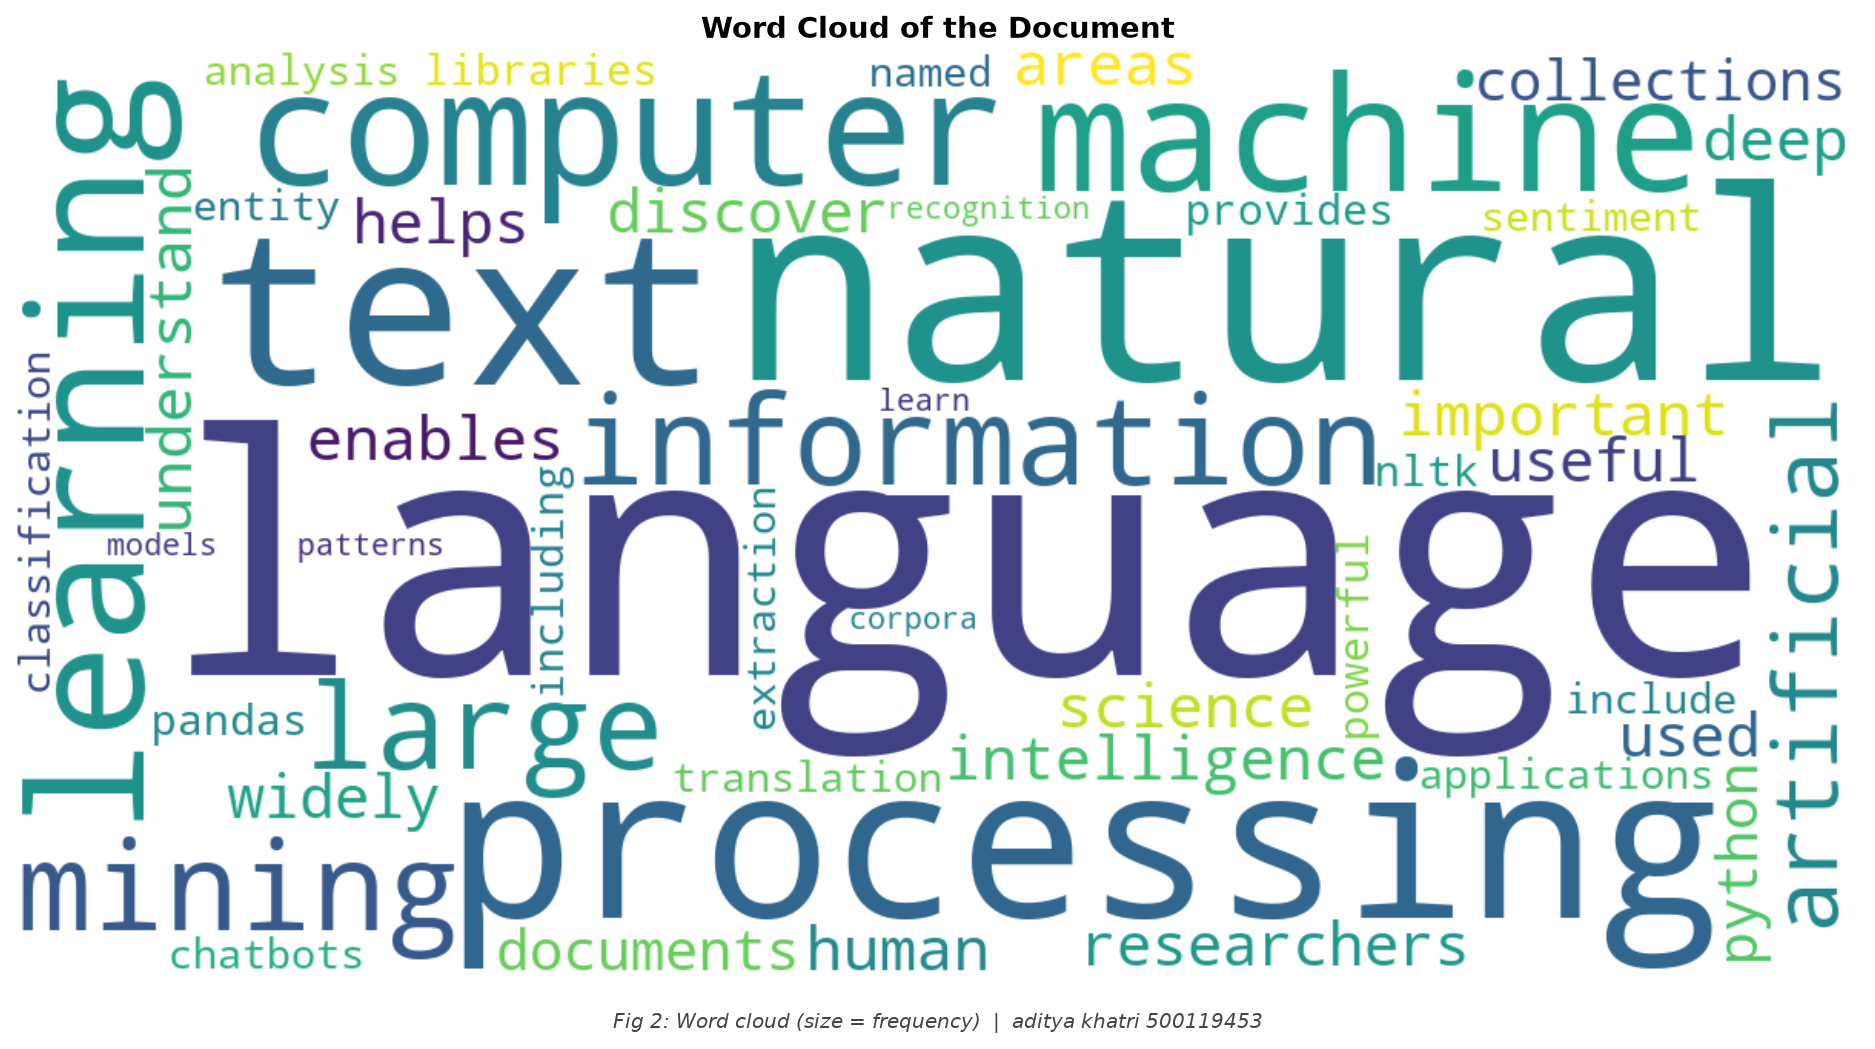 Word Cloud of the Document
analysis libraries named areas collections
computer machine deep
learning understand
entity helps discover recognition provides sentiment
text natural
classification
enables information learn important
nltk useful
artificial
language
models patterns including extraction corpora powerful
pandas large science include used
widely translation intelligence applications
mining processing python
chatbots documents human researchers
Fig 2: Word cloud (size = frequency) | aditya khatri 500119453